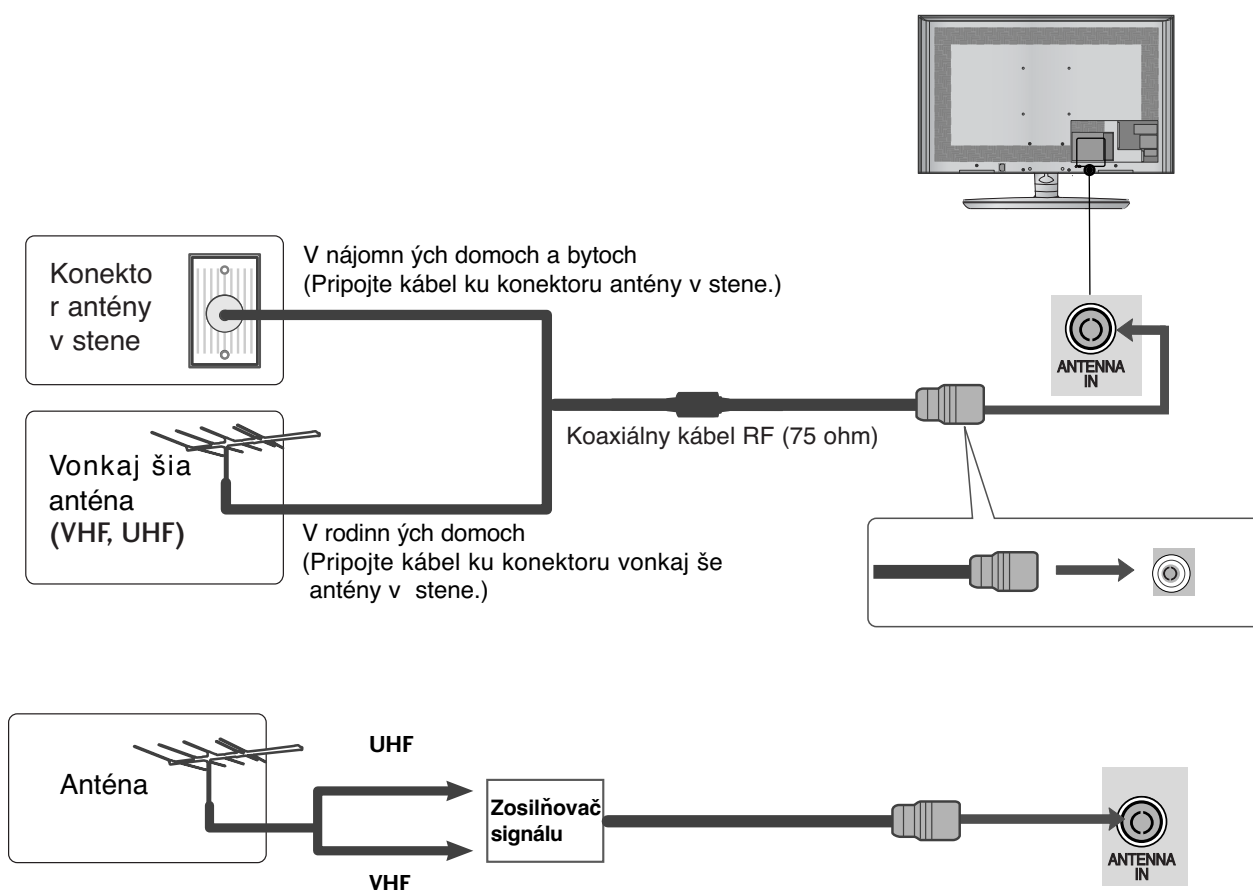 Konekto
r antény
v stene
V nájomn ých domoch a bytoch
(Pripojte kábel ku konektoru antény v stene.)
ANTENNA
IN
Koaxiálny kábel RF (75 ohm)
Vonkaj šia
anténa
(VHF, UHF)
V rodinn ých domoch
(Pripojte kábel ku konektoru vonkaj še
antény v stene.)
Anténa
UHF
VHF
Zosilňovač
signálu
ANTENNA
IN